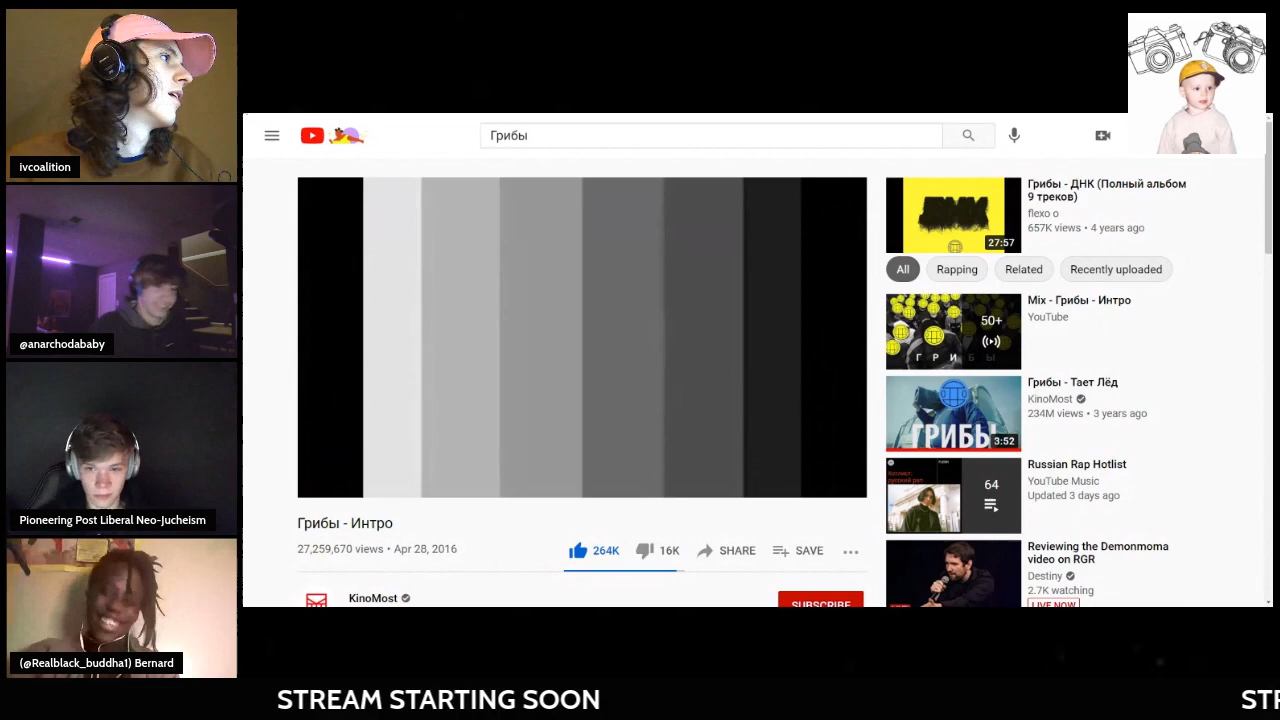 ivcoalition
@anarchodababy
Pioneering Post Liberal Neo-Jucheism
(@Realblack_buddha1) Bernard
Грибы
Грибы - Интро
27,259,670 views • Apr 28, 2016
264K
16K
SHARE
SAVE
KinoMost
SUBSCRIBE
27:57
Грибы - ДНК (Полный альбом
9 треков)
flexo o
657K views • 4 years ago
All
Rapping
Related
Recently uploaded
50+
ГРИБЫ
Mix - Грибы - Интро
YouTube
ГРИБЫ
3:52
Грибы - Тает Лёд
KinoMost
234M views • 3 years ago
64
Russian Rap Hotlist
YouTube Music
Updated 3 days ago
Reviewing the Demonmoma
video on RGR
Destiny
2.7K watching
LIVE NOW
STREAM STARTING SOON
STR